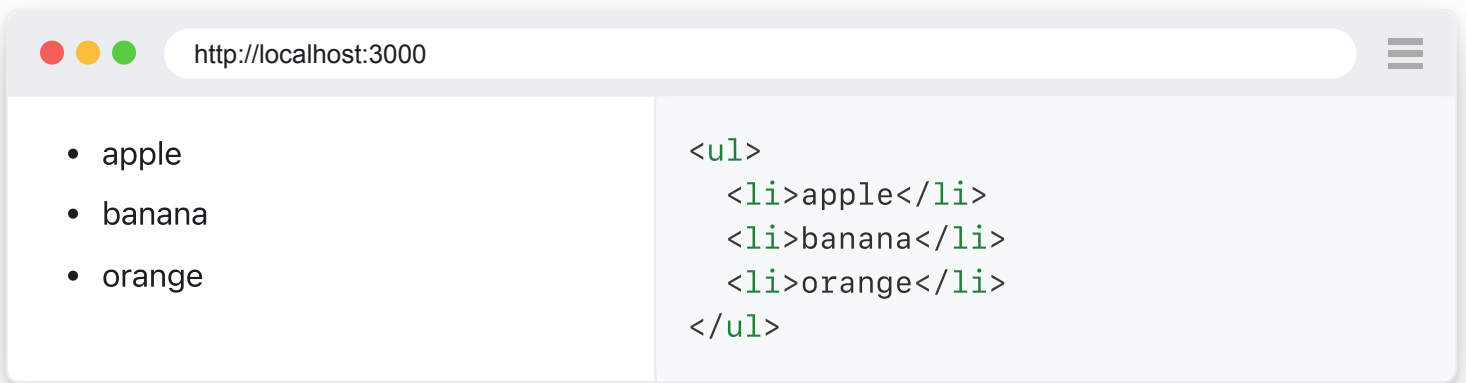 http://localhost:3000
apple
banana
orange
<ul>
  <li>apple</li>
  <li>banana</li>
  <li>orange</li>
</ul>